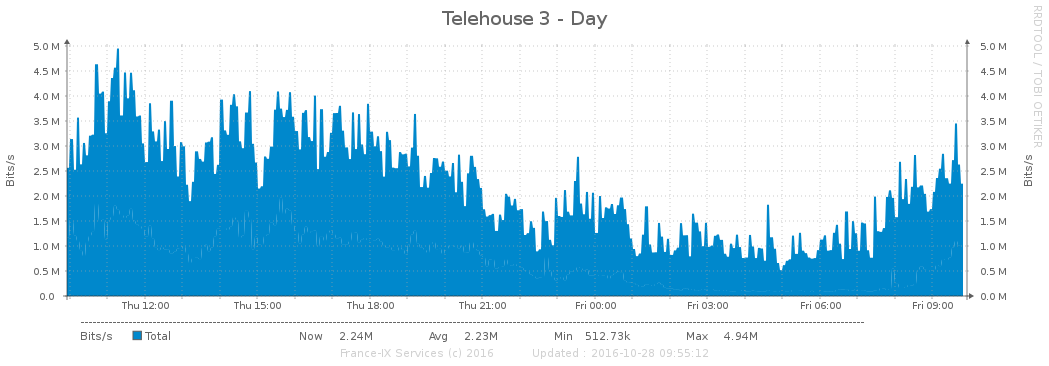 Telehouse 3 - Day
RRDTOOL / TOBI OETIKER
Bits/s
5.0 M 5.0 M
4.5 M 4.5 M
4.0 M 4.0 M
3.5 M 3.5 M
3.0 M 3.0 M
2.5 M 2.5 M
2.0 M 2.0 M
1.5 M 1.5 M
1.0 M 1.0 M
0.5 M 0.5 M
0.0 0.0 M
Bits/s
Thu 12:00 Thu 15:00 Thu 18:00 Thu 21:00 Fri 00:00 Fri 03:00 Fri 06:00 Fri 09:00
Bits/s Total Now 2.24M Avg 2.23M Min 512.73k Max 4.94M
France-IX Services (c) 2016 Updated : 2016-10-28 09:55:12